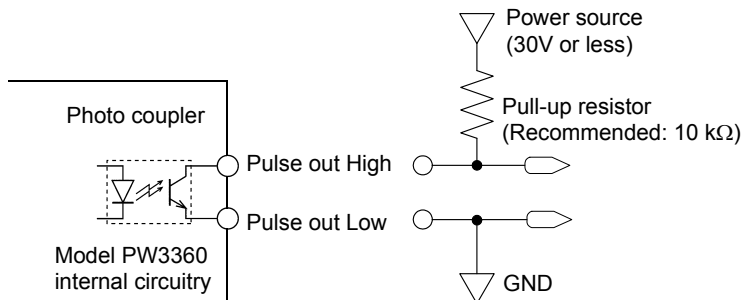 Power source
(30V or less)
Photo coupler
Pull-up resistor
(Recommended: 10 kΩ)
Pulse out High
Pulse out Low
Model PW3360
internal circuitry
GND